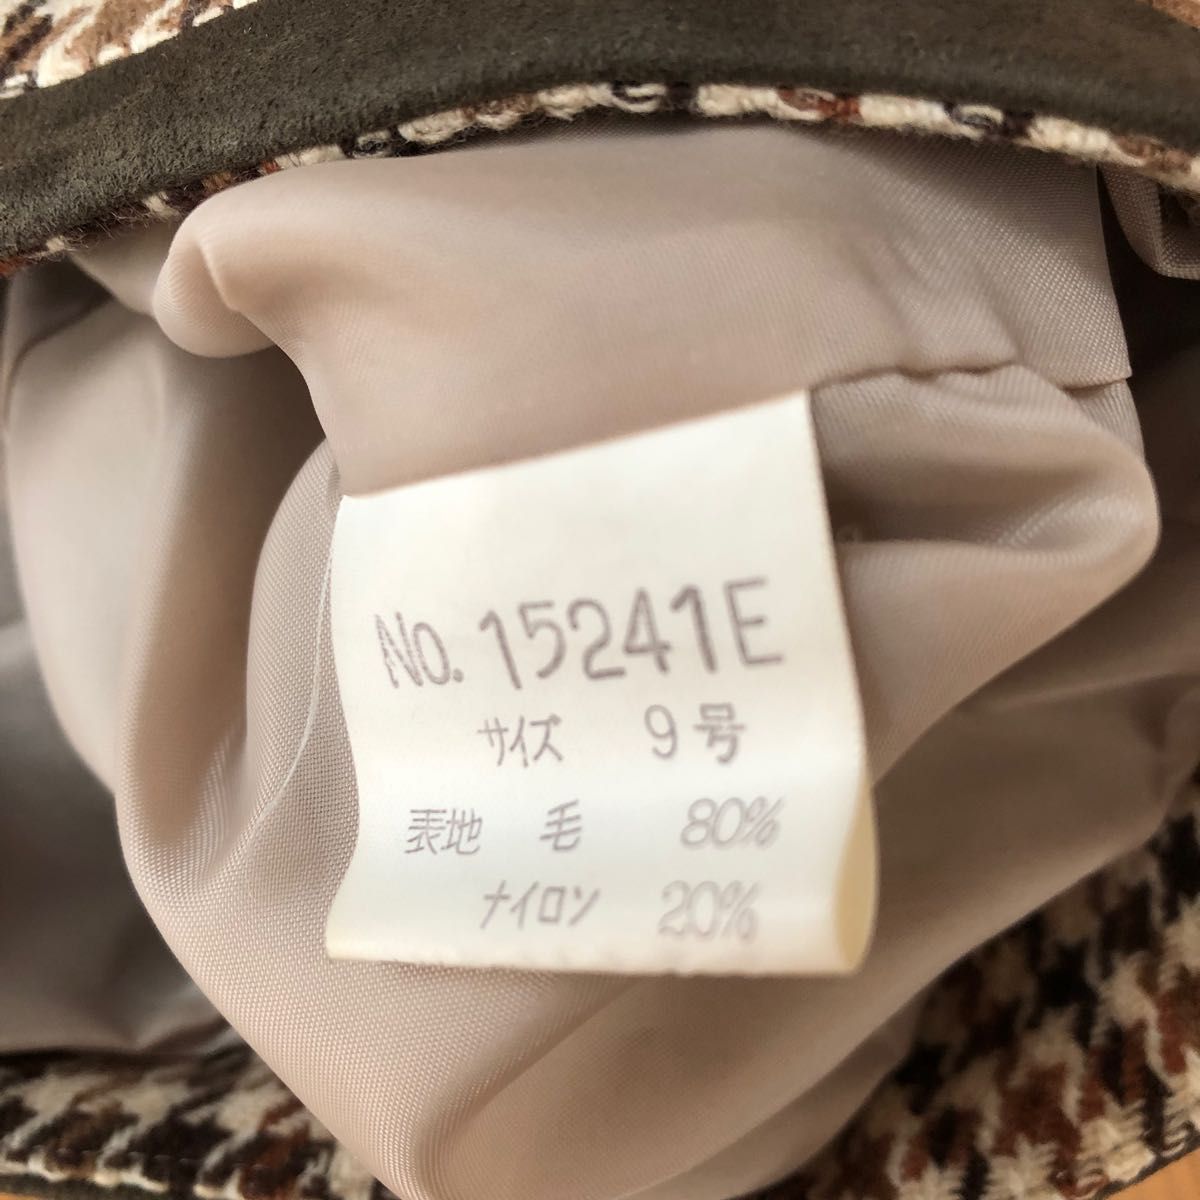 No. 15241E
サイズ 9号
表地 毛 80%
ナイロン 20%